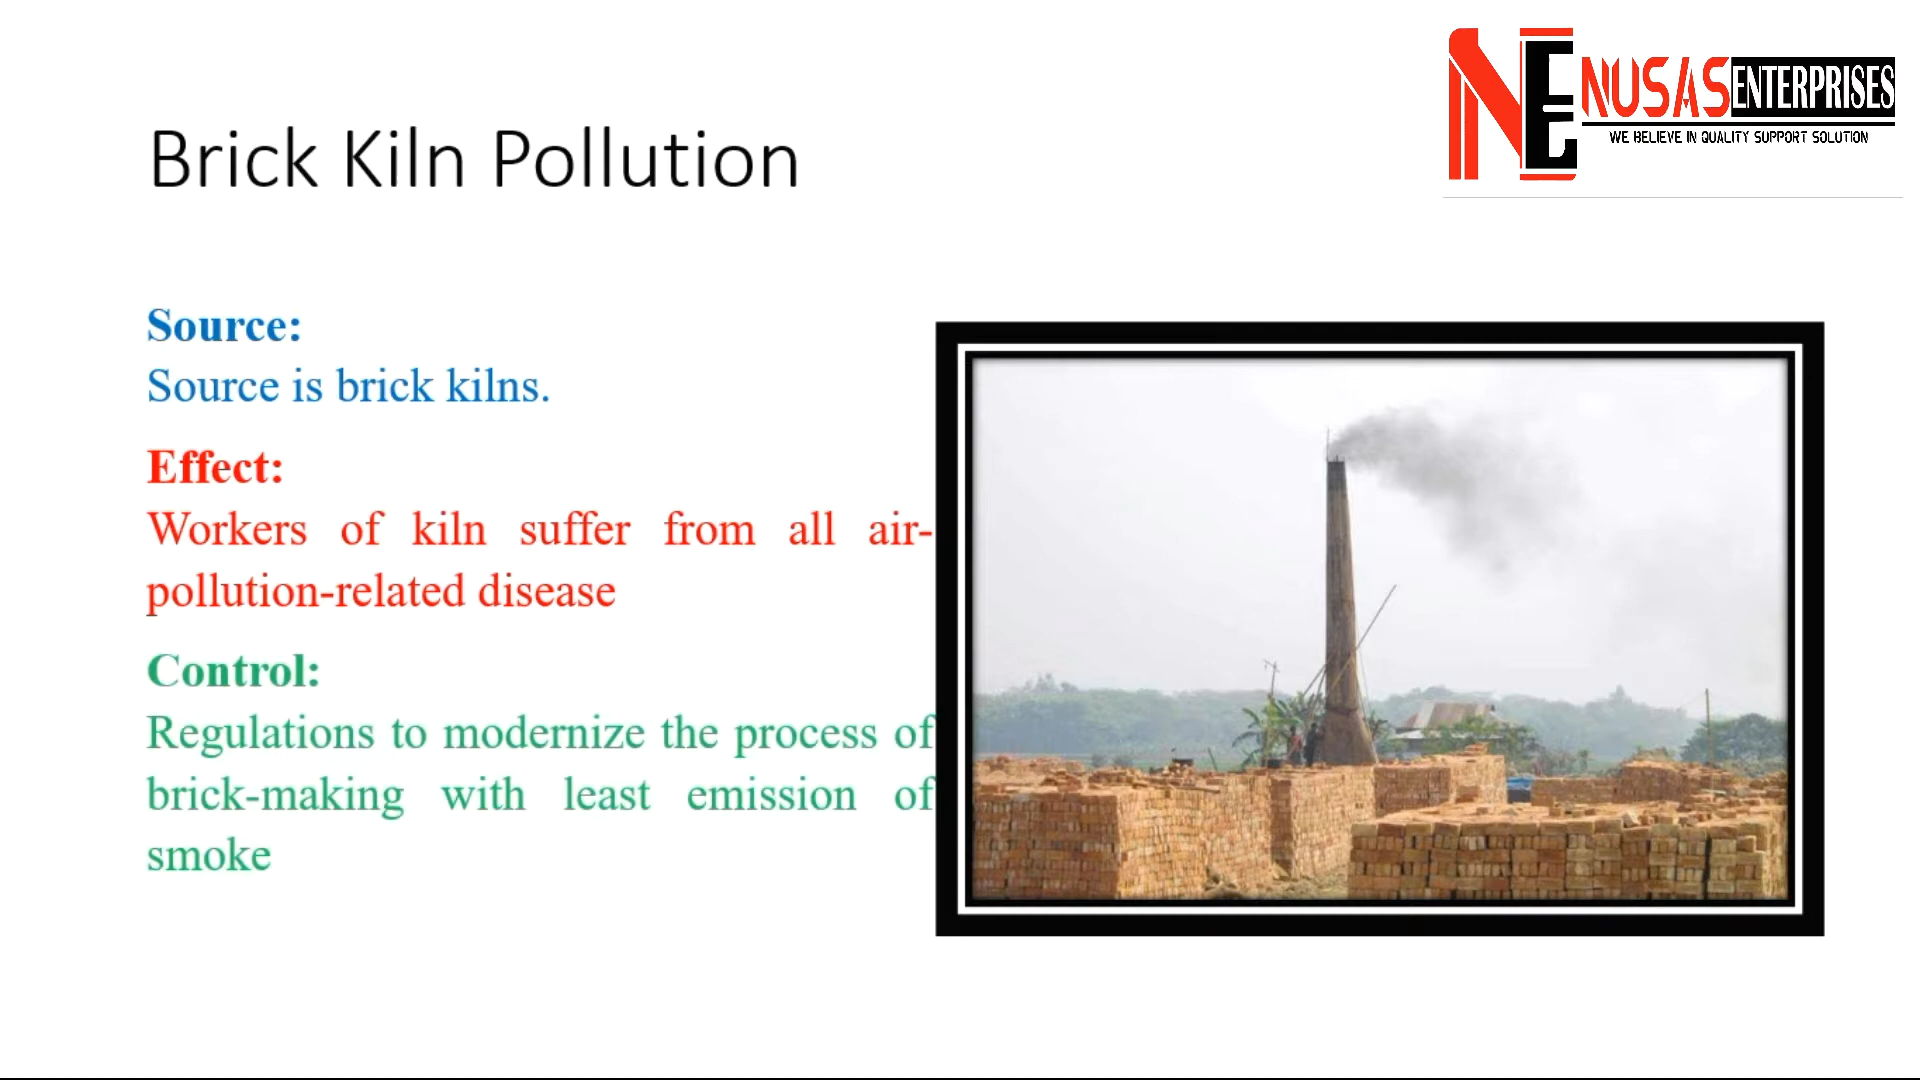 NE NUSAS ENTERPRISES
WE BELIEVE IN QUALITY SUPPORT SOLUTION
Brick Kiln Pollution
Source:
Source is brick kilns.
Effect:
Workers of kiln suffer from all air-
pollution-related disease
Control:
Regulations to modernize the process of
brick-making with least emission of
smoke